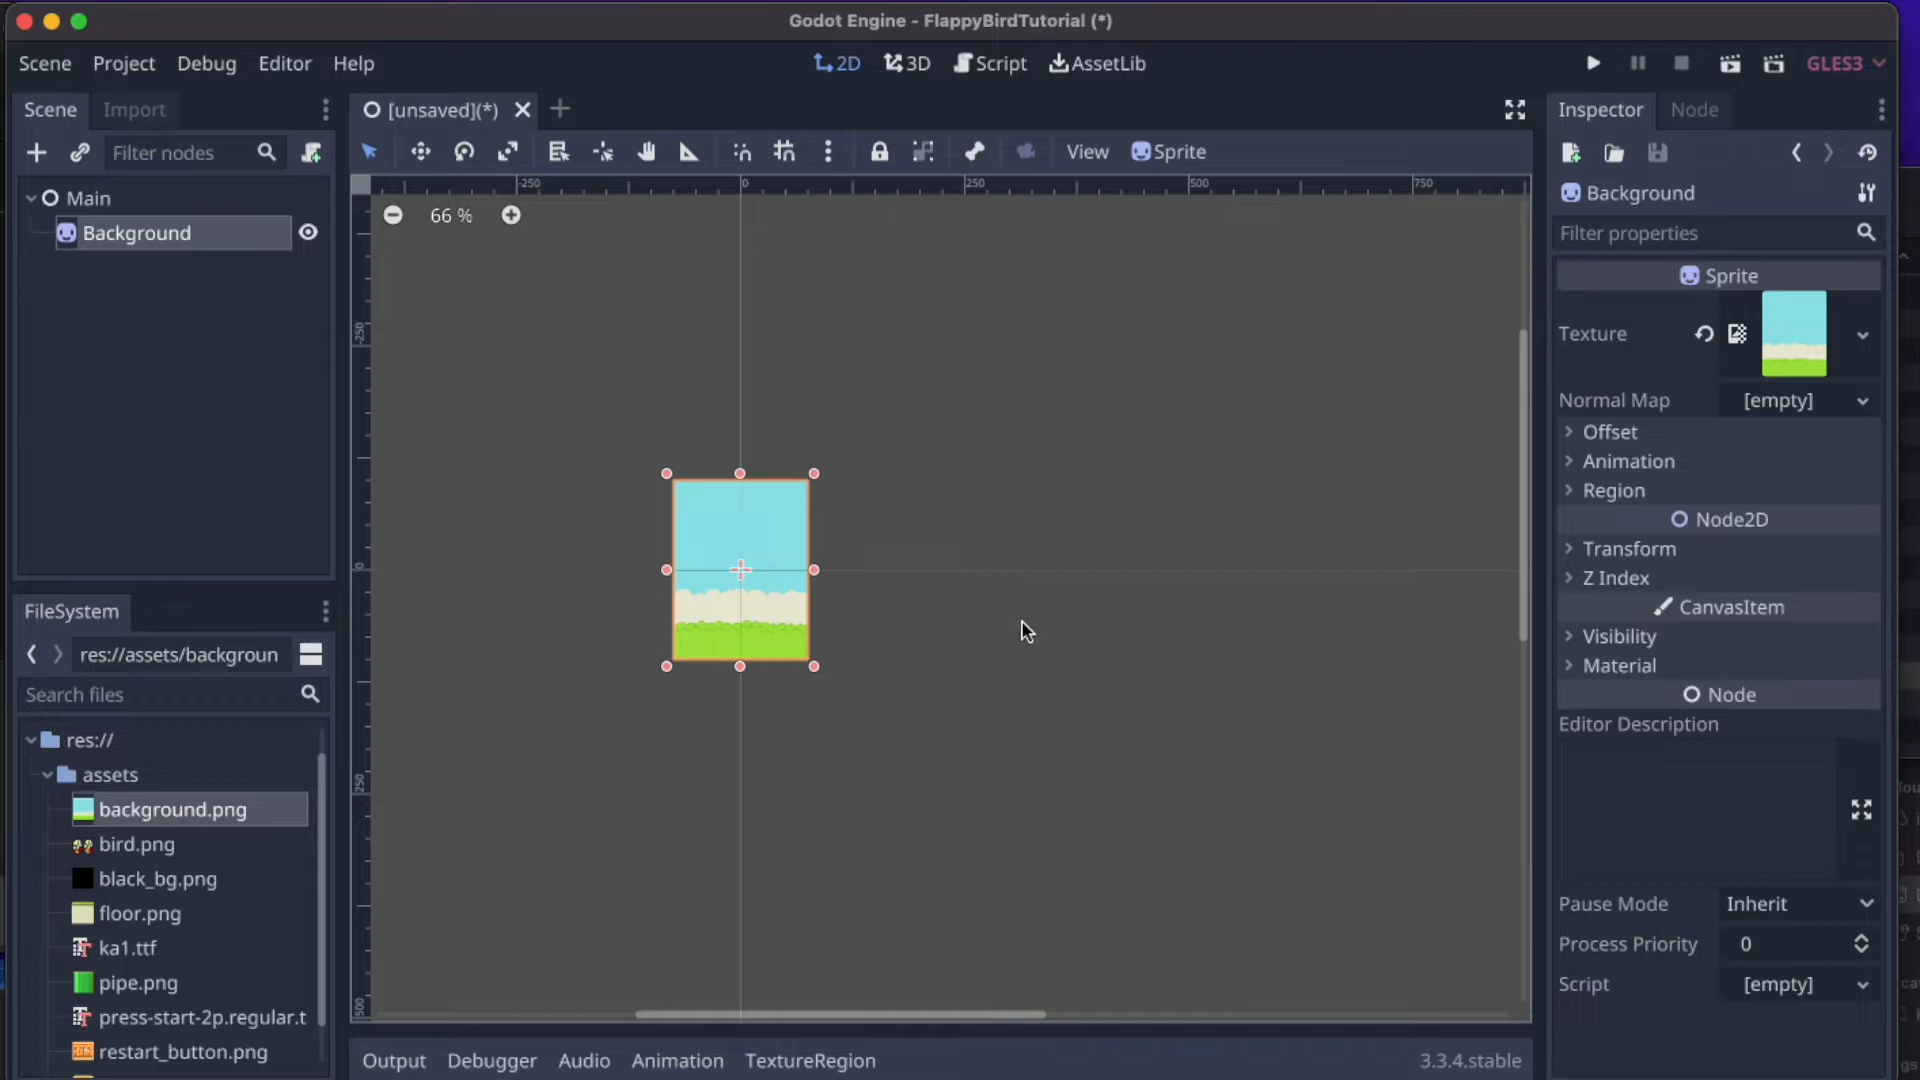 Godot Engine - FlappyBirdTutorial (*)
Scene Project Debug Editor Help
2D 3D Script AssetLib
GLES3
Scene Import
[unsaved](*)
Inspector Node
Filter nodes
View Sprite
Main
Background
-250 0 250 500 750
66 %
Background
Filter properties
Sprite
Texture
Normal Map [empty]
Offset
Animation
Region
Node2D
Transform
Z Index
CanvasItem
Visibility
Material
Node
Editor Description
Pause Mode Inherit
Process Priority 0
Script [empty]
-250
0
250
500
FileSystem
res://assets/backgroun
Search files
res://
assets
background.png
bird.png
black_bg.png
floor.png
ka1.ttf
pipe.png
press-start-2p.regular.t
restart_button.png
Output Debugger Audio Animation TextureRegion
3.3.4.stable